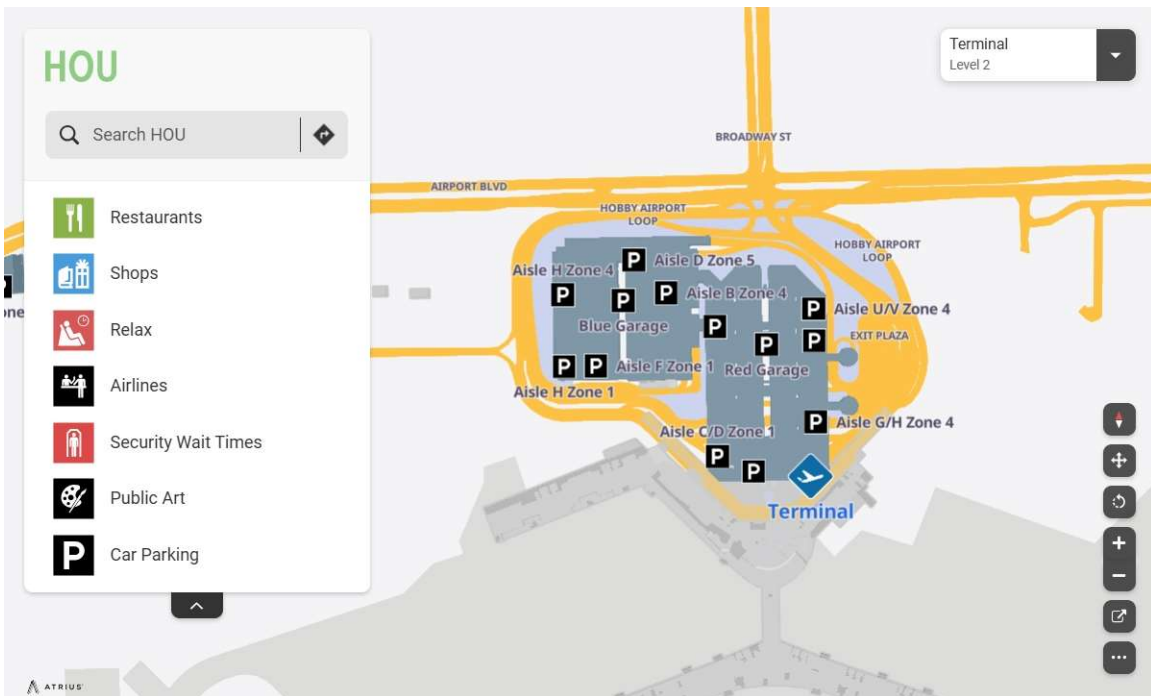 HOU
Search HOU
Restaurants
Shops
Relax
Airlines
Security Wait Times
Public Art
P
Car Parking
ATRIUS
Terminal
Level 2
BROADWAY ST
AIRPORT BLVD
HOBBY AIRPORT
LOOP
HOBBY AIRPORT
LOOP
P
Aisle D Zone 5
Aisle H Zone 4
P
P
P
Aisle B Zone 4
P
Aisle U/V Zone 4
Blue Garage
P
P
P
EXIT PLAZA
P
P
Aisle F Zone 1
Red Garage
Aisle H Zone 1
P
Aisle G/H Zone 4
Aisle C/D Zone 1
P
P
Terminal
one